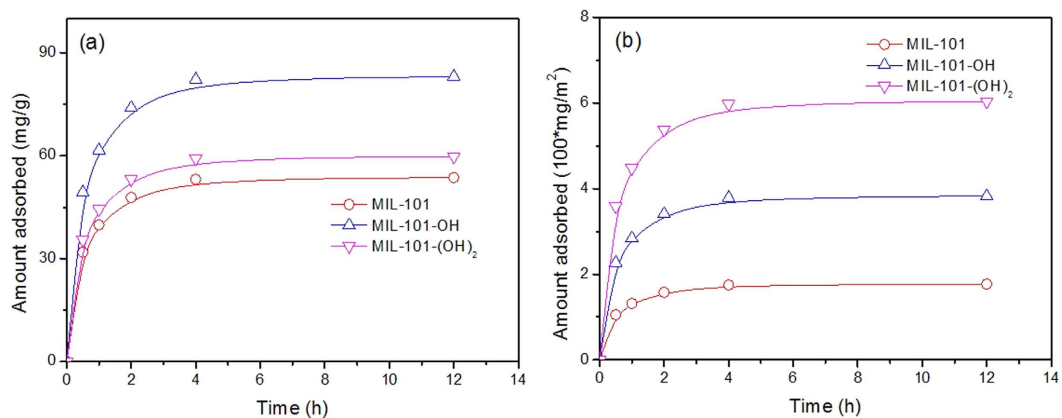 (a)
90
60
30
0
Amount adsorbed (mg/g)
MIL-101
MIL-101-OH
MIL-101-(OH)₂
0 2 4 6 8 10 12 14
Time (h)
(b)
8
6
4
2
0
Amount adsorbed (100*mg/m²)
MIL-101
MIL-101-OH
MIL-101-(OH)₂
0 2 4 6 8 10 12 14
Time (h)